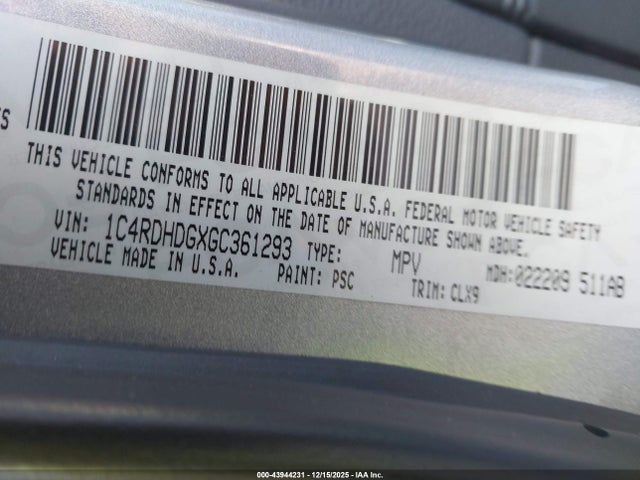 THIS VEHICLE CONFORMS TO ALL APPLICABLE U.S.A. FEDERAL MOTOR VEHICLE SAFETY
STANDARDS IN EFFECT ON THE DATE OF MANUFACTURE SHOWN ABOVE.
VIN: 1C4RDHDGXGC361293 TYPE: MPV MDH:022209 511AB
VEHICLE MADE IN U.S.A. PAINT: PSC TRIM: CLX9
000-43944231 - 12/15/2025 - IAA Inc.